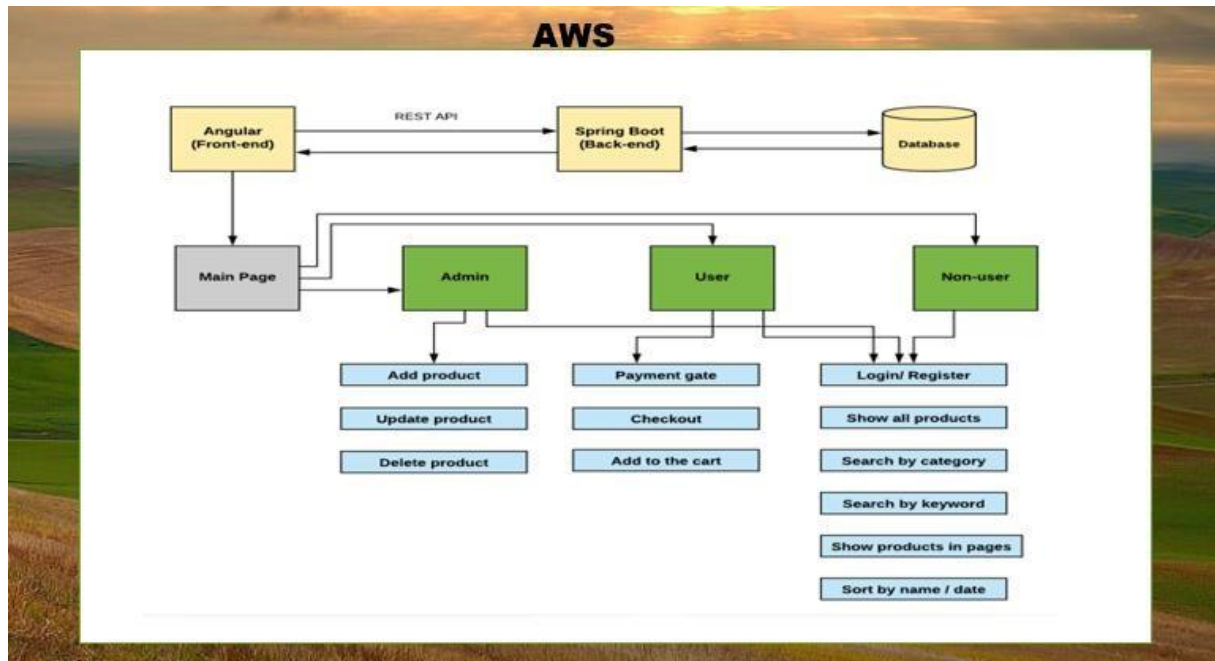 AWS
REST API
Angular
(Front-end)
Spring Boot
(Back-end)
Database
Main Page
Admin
User
Non-user
Add product
Payment gate
Login/ Register
Update product
Checkout
Show all products
Delete product
Add to the cart
Search by category
Search by keyword
Show products in pages
Sort by name / date